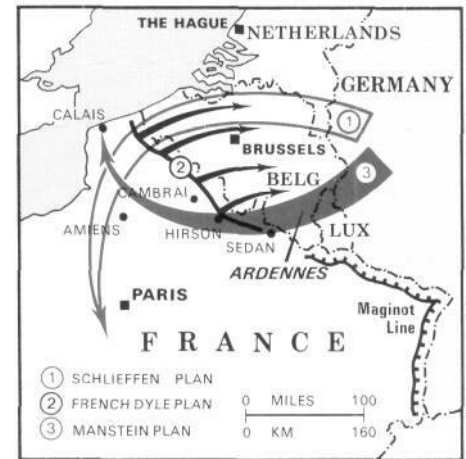 THE HAGUE
NETHERLANDS
GERMANY
CALAIS
1
BRUSSELS
2
3
BELG
CAMBRAI
AMIENS
HIRSON
LUX
SEDAN
ARDENNES
PARIS
Maginot
Line
FRANCE
1 SCHLIEFFEN PLAN
2 FRENCH DYLE PLAN
3 MANSTEIN PLAN
0 MILES 100
0 KM 160